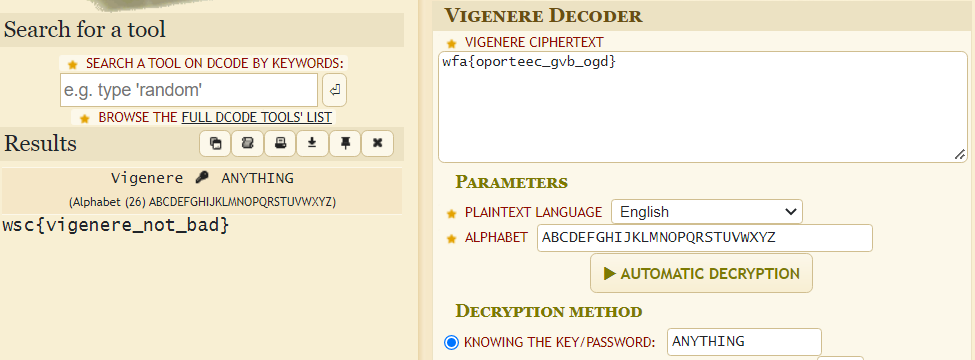 Search for a tool
SEARCH A TOOL ON DCODE BY KEYWORDS:
e.g. type 'random'
BROWSE THE FULL DCODE TOOLS' LIST
Results
Vigenere ANYTHING
(Alphabet (26) ABCDEFGHIJKLMNOPQRSTUVWXYZ)
wsc{vigenere_not_bad}
VIGENERE DECODER
VIGENERE CIPHERTEXT
wfa{oporteec_gvb_ogd}
PARAMETERS
PLAINTEXT LANGUAGE English
ALPHABET ABCDEFGHIJKLMNOPQRSTUVWXYZ
▶ AUTOMATIC DECRYPTION
DECRYPTION METHOD
KNOWING THE KEY/PASSWORD: ANYTHING